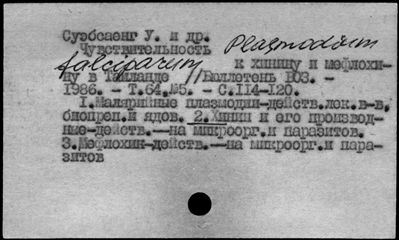 Суэбсаенг У. и др.
Чувствительность Plasmodium
falciparum к хинину и мефлохи-
ну в Таиланде //Бюллетень ВОЗ. -
1986. - Т.64.№5. - С.114-120.
1.Малярийные плазмодии-действ.лок.в-в,
биопреп.и ядов. 2.Хинин и его производ-
ные-действ.-на микроорг.и паразитов.
3.Мефлохин-действ.-на микроорг.и пара-
зитов